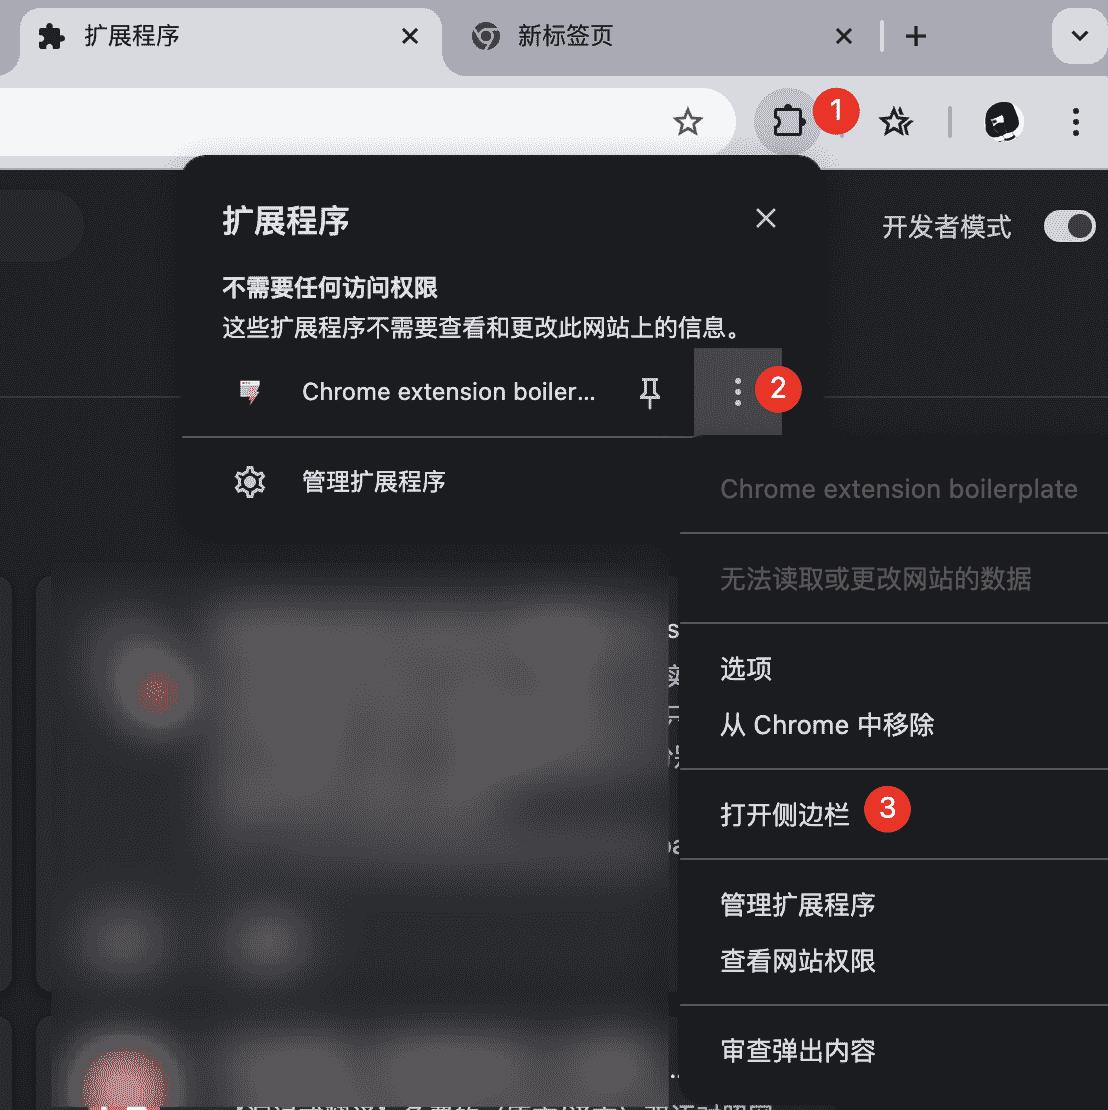 扩展程序
新标签页
1
扩展程序
开发者模式
不需要任何访问权限
这些扩展程序不需要查看和更改此网站上的信息。
Chrome extension boiler...
2
管理扩展程序
Chrome extension boilerplate
无法读取或更改网站的数据
选项
从 Chrome 中移除
打开侧边栏
3
管理扩展程序
查看网站权限
审查弹出内容